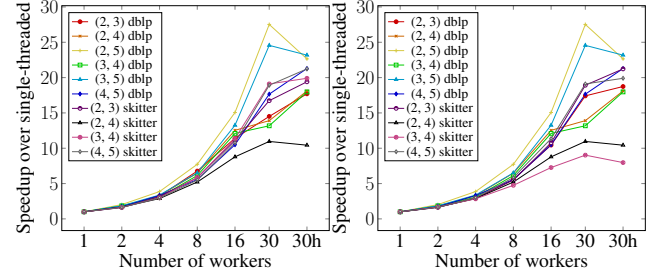 Speedup over single-threaded
30
25
20
15
10
5
0
(2, 3) dblp
(2, 4) dblp
(2, 5) dblp
(3, 4) dblp
(3, 5) dblp
(4, 5) dblp
(2, 3) skitter
(2, 4) skitter
(3, 4) skitter
(4, 5) skitter
1 2 4 8 16 30 30h
Number of workers
Speedup over single-threaded
30
25
20
15
10
5
0
(2, 3) dblp
(2, 4) dblp
(2, 5) dblp
(3, 4) dblp
(3, 5) dblp
(4, 5) dblp
(2, 3) skitter
(2, 4) skitter
(3, 4) skitter
(4, 5) skitter
1 2 4 8 16 30 30h
Number of workers